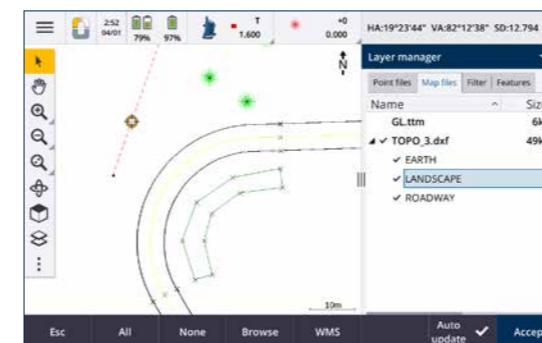 2:52
04/01
79%
97%
T
1.600
+0
0.000
HA:19°23'44" VA:82°12'38" SD:12.794
N
Layer manager
Point files Map files Filter Features
Name Siz
GL.ttm 6k
TOPO_3.dxf 49k
EARTH
LANDSCAPE
ROADWAY
10m
Esc All None Browse WMS Auto update Accep